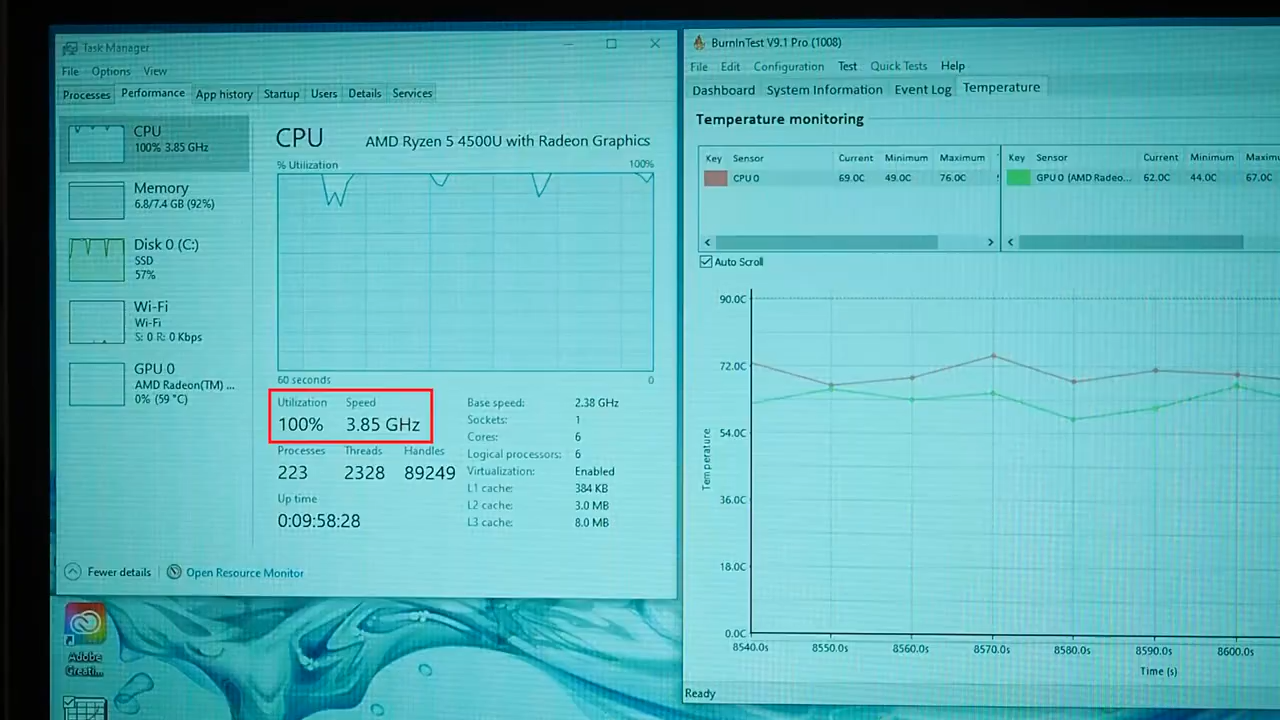 Task Manager
File Options View
Processes Performance App history Startup Users Details Services
CPU
100% 3.85 GHz
Memory
6.8/7.4 GB (92%)
Disk 0 (C:)
SSD
57%
Wi-Fi
Wi-Fi
S: 0 R: 0 Kbps
GPU 0
AMD Radeon(TM) ...
0% (59 °C)
CPU
AMD Ryzen 5 4500U with Radeon Graphics
% Utilization 100%
60 seconds 0
Utilization Speed
100% 3.85 GHz
Processes Threads Handles
223 2328 89249
Up time
0:09:58:28
Base speed: 2.38 GHz
Sockets: 1
Cores: 6
Logical processors: 6
Virtualization: Enabled
L1 cache: 384 KB
L2 cache: 3.0 MB
L3 cache: 8.0 MB
Fewer details Open Resource Monitor
Adobe
Creati...
BurnInTest V9.1 Pro (1008)
File Edit Configuration Test Quick Tests Help
Dashboard System Information Event Log Temperature
Temperature monitoring
Key Sensor Current Minimum Maximum
CPU 0 69.0C 49.0C 76.0C
Key Sensor Current Minimum Maximu
GPU 0 (AMD Radeo... 62.0C 44.0C 67.0C
Auto Scroll
90.0C
72.0C
54.0C
36.0C
18.0C
0.0C
Temperature
8540.0s 8550.0s 8560.0s 8570.0s 8580.0s 8590.0s 8600.0s
Time (s)
Ready